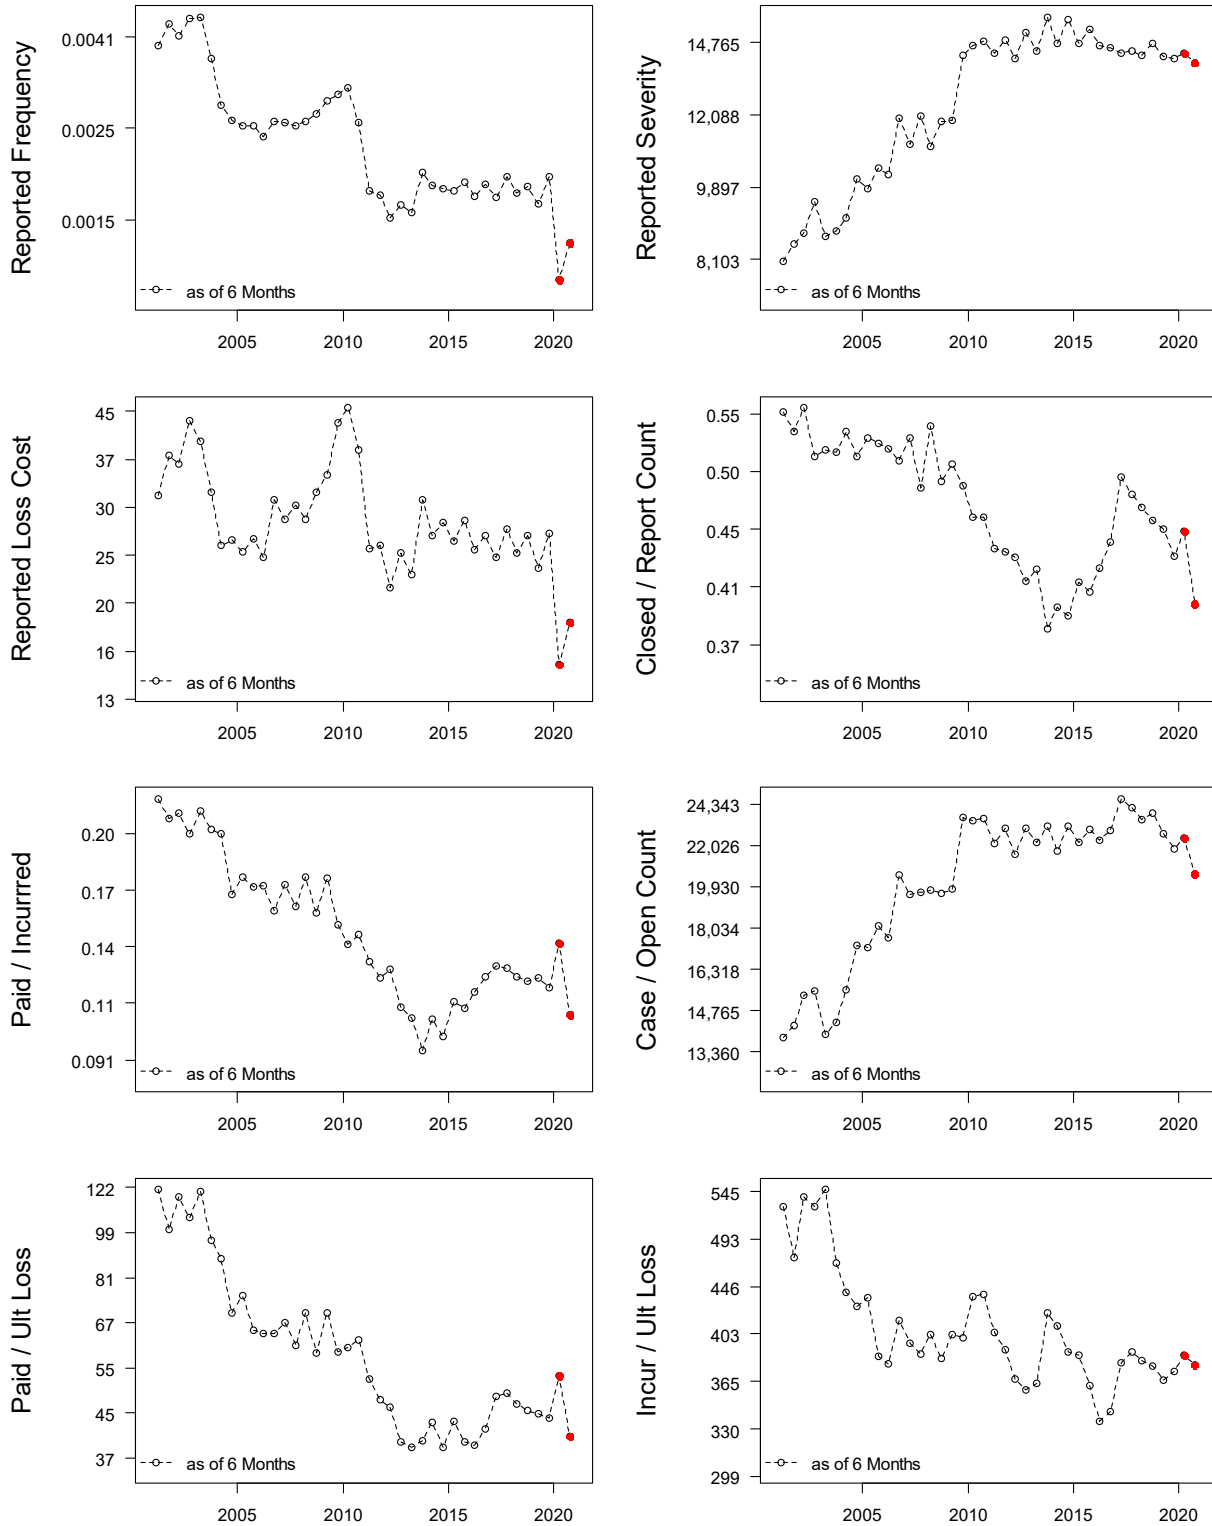 Reported Frequency
0.0041
0.0025
0.0015
as of 6 Months
2005 2010 2015 2020
Reported Severity
14,765
12,088
9,897
8,103
as of 6 Months
2005 2010 2015 2020
Reported Loss Cost
45
37
30
25
20
16
13
as of 6 Months
2005 2010 2015 2020
Closed / Report Count
0.55
0.50
0.45
0.41
0.37
as of 6 Months
2005 2010 2015 2020
Paid / Incurrred
0.20
0.17
0.14
0.11
0.091
as of 6 Months
2005 2010 2015 2020
Case / Open Count
24,343
22,026
19,930
18,034
16,318
14,765
13,360
as of 6 Months
2005 2010 2015 2020
Paid / Ult Loss
122
99
81
67
55
45
37
as of 6 Months
2005 2010 2015 2020
Incur / Ult Loss
545
493
446
403
365
330
299
as of 6 Months
2005 2010 2015 2020